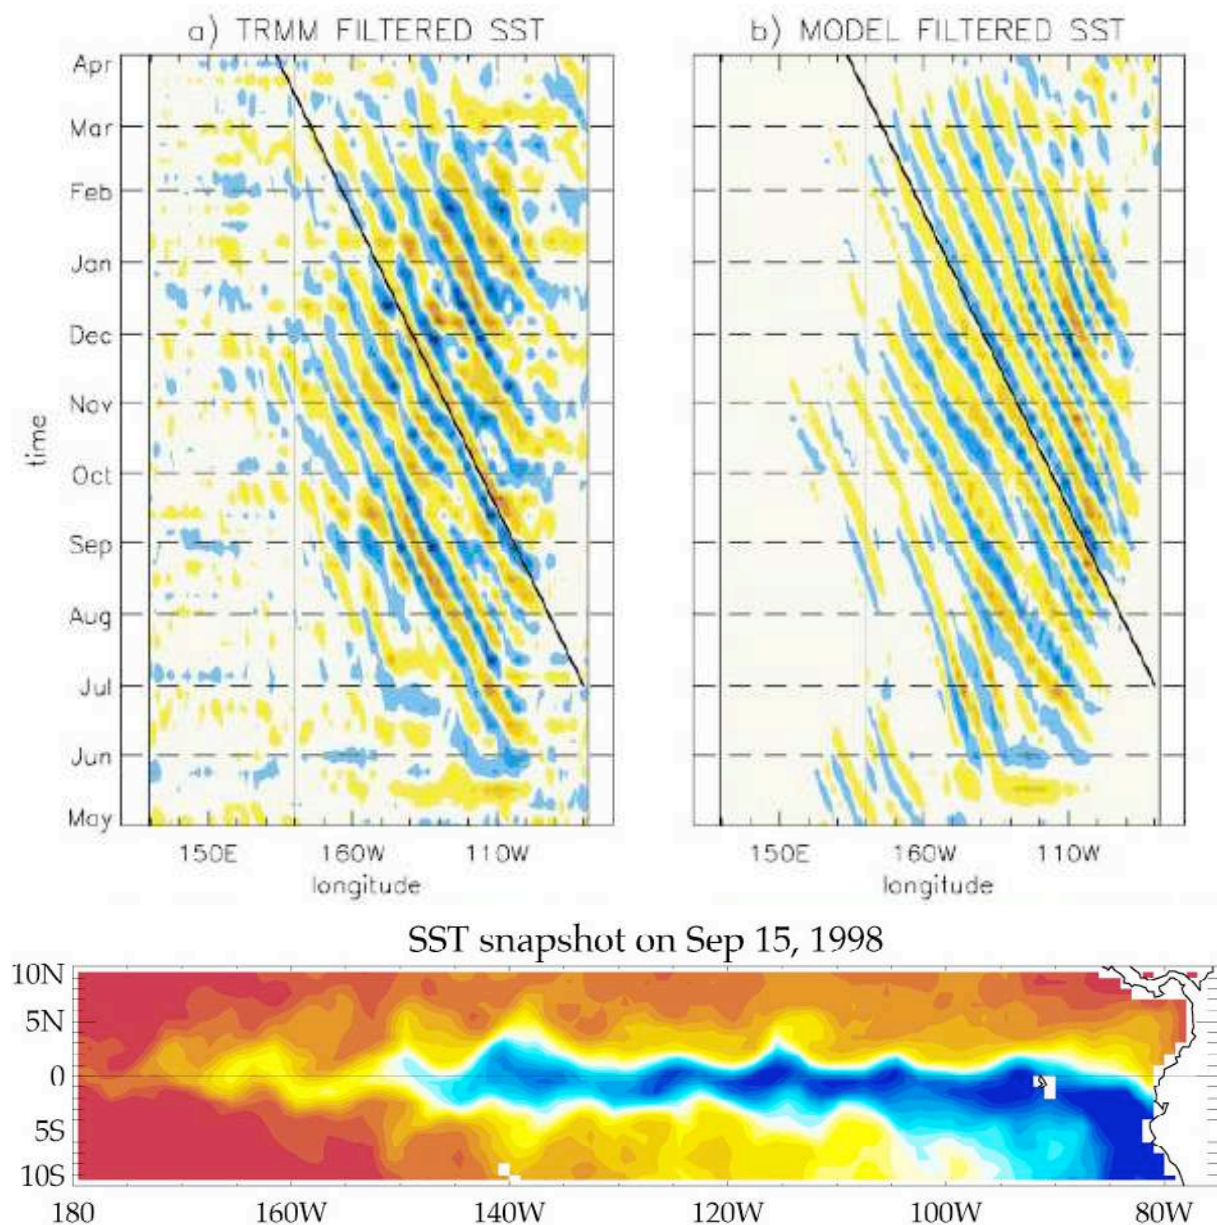 a) TRMM FILTERED SST
b) MODEL FILTERED SST
Apr
Mar
Feb
Jan
Dec
Nov
Oct
Sep
Aug
Jul
Jun
May
time
150E 160W 110W
longitude
150E 160W 110W
longitude
SST snapshot on Sep 15, 1998
10N
5N
0
5S
10S
180 160W 140W 120W 100W 80W